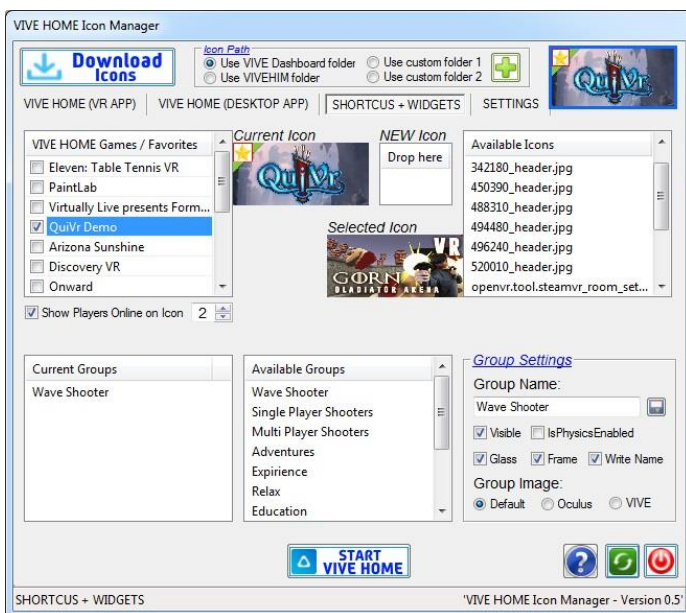 VIVE HOME Icon Manager
Download
Icons
Icon Path
Use VIVE Dashboard folder
Use custom folder 1
Use VIVEHIM folder
Use custom folder 2
QuiVr
VIVE HOME (VR APP)
VIVE HOME (DESKTOP APP)
SHORTCUS + WIDGETS
SETTINGS
VIVE HOME Games / Favorites
Eleven: Table Tennis VR
PaintLab
Virtually Live presents Form...
QuiVr Demo
Arizona Sunshine
Discovery VR
Onward
Show Players Online on Icon 2
Current Icon
QuiVr
NEW Icon
Drop here
Selected Icon
VR
GORN
GLADIATOR ARENA
Available Icons
342180_header.jpg
450390_header.jpg
488310_header.jpg
494480_header.jpg
496240_header.jpg
520010_header.jpg
openvr.tool.steamvr_room_set...
Current Groups
Wave Shooter
Available Groups
Wave Shooter
Single Player Shooters
Multi Player Shooters
Adventures
Expirience
Relax
Education
Group Settings
Group Name:
Wave Shooter
Visible
IsPhysicsEnabled
Glass
Frame
Write Name
Group Image:
Default
Oculus
VIVE
START
VIVE HOME
?
SHORTCUS + WIDGETS
'VIVE HOME Icon Manager - Version 0.5'